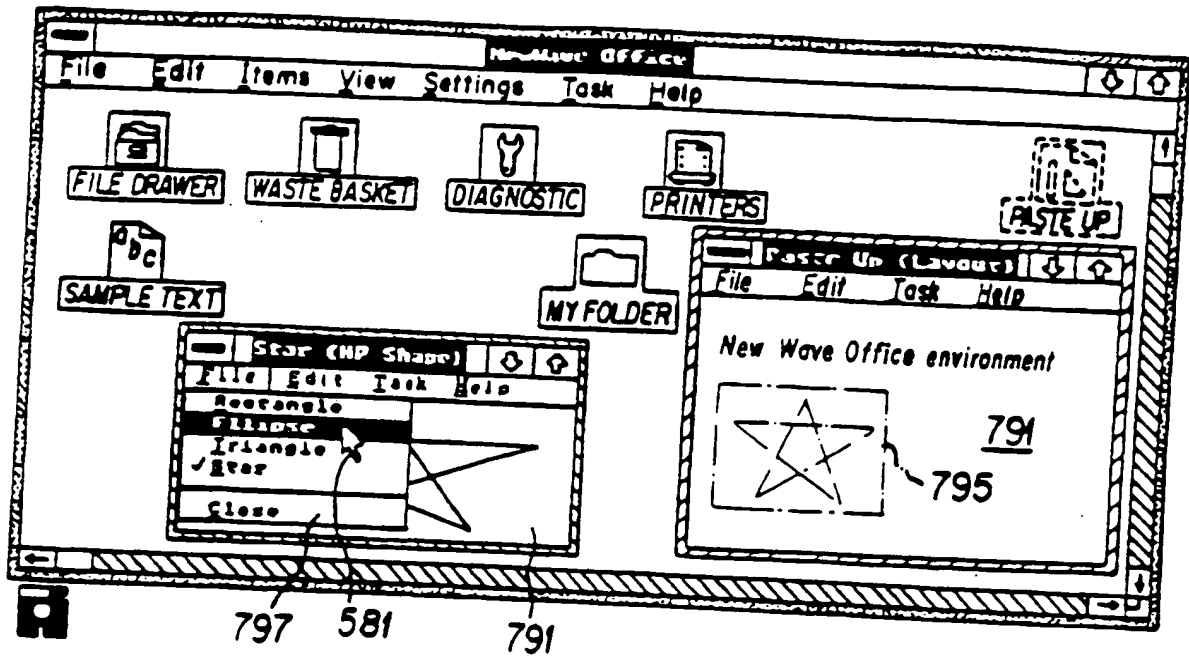 NewWave Office
File Edit Items View Settings Task Help
FILE DRAWER WASTE BASKET DIAGNOSTIC PRINTERS PASTE UP
abc
SAMPLE TEXT MY FOLDER
Paste Up (Layout)
File Edit Task Help
New Wave Office environment
791
795
Star (HP Shape)
File Edit Task Help
Rectangle
Ellipse
Triangle
✓Star
Close
797 581 791